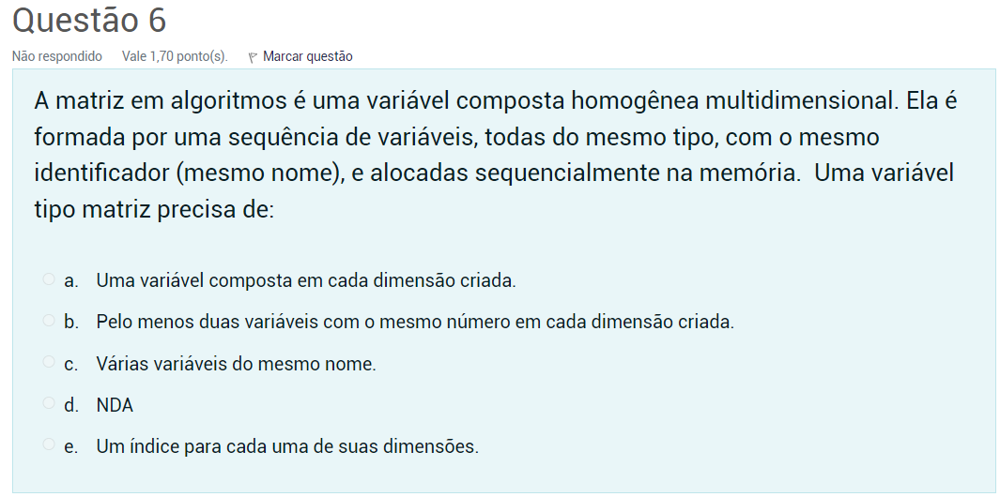 Questão 6
Não respondido Vale 1,70 ponto(s). Marcar questão
A matriz em algoritmos é uma variável composta homogênea multidimensional. Ela é
formada por uma sequência de variáveis, todas do mesmo tipo, com o mesmo
identificador (mesmo nome), e alocadas sequencialmente na memória. Uma variável
tipo matriz precisa de:
a. Uma variável composta em cada dimensão criada.
b. Pelo menos duas variáveis com o mesmo número em cada dimensão criada.
c. Várias variáveis do mesmo nome.
d. NDA
e. Um índice para cada uma de suas dimensões.